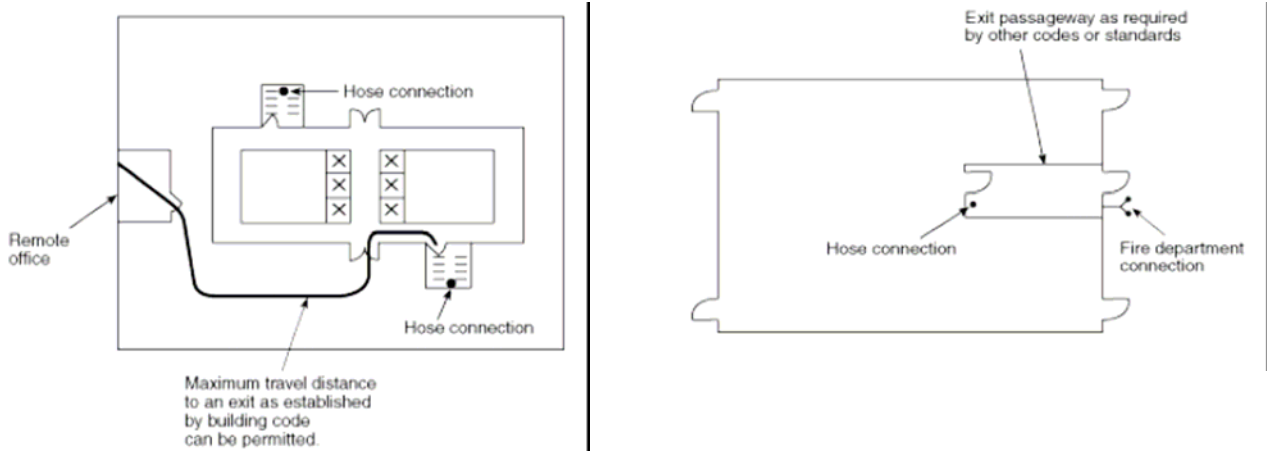 Hose connection
Remote
office
Hose connection
Maximum travel distance
to an exit as established
by building code
can be permitted.
Exit passageway as required
by other codes or standards
Hose connection
Fire department
connection